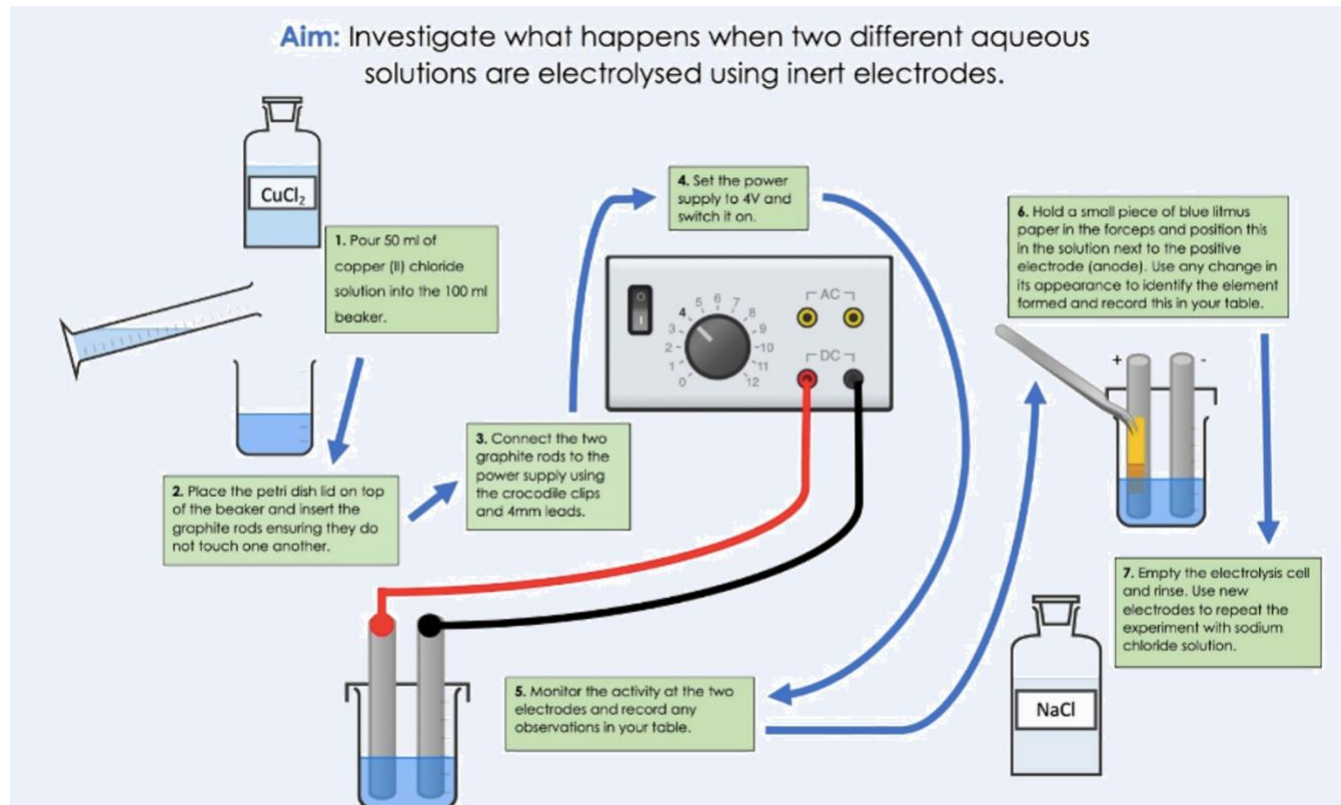 Aim: Investigate what happens when two different aqueous
solutions are electrolysed using inert electrodes.
CuCl₂
1. Pour 50 ml of
copper (II) chloride
solution into the 100 ml
beaker.
2. Place the petri dish lid on top
of the beaker and insert the
graphite rods ensuring they do
not touch one another.
3. Connect the two
graphite rods to the
power supply using
the crocodile clips
and 4mm leads.
4. Set the power
supply to 4V and
switch it on.
O
I
0
1
2
3
4
5
6
7
8
9
10
11
12
AC
DC
5. Monitor the activity at the two
electrodes and record any
observations in your table.
6. Hold a small piece of blue litmus
paper in the forceps and position this
in the solution next to the positive
electrode (anode). Use any change in
its appearance to identify the element
formed and record this in your table.
+ -
7. Empty the electrolysis cell
and rinse. Use new
electrodes to repeat the
experiment with sodium
chloride solution.
NaCl